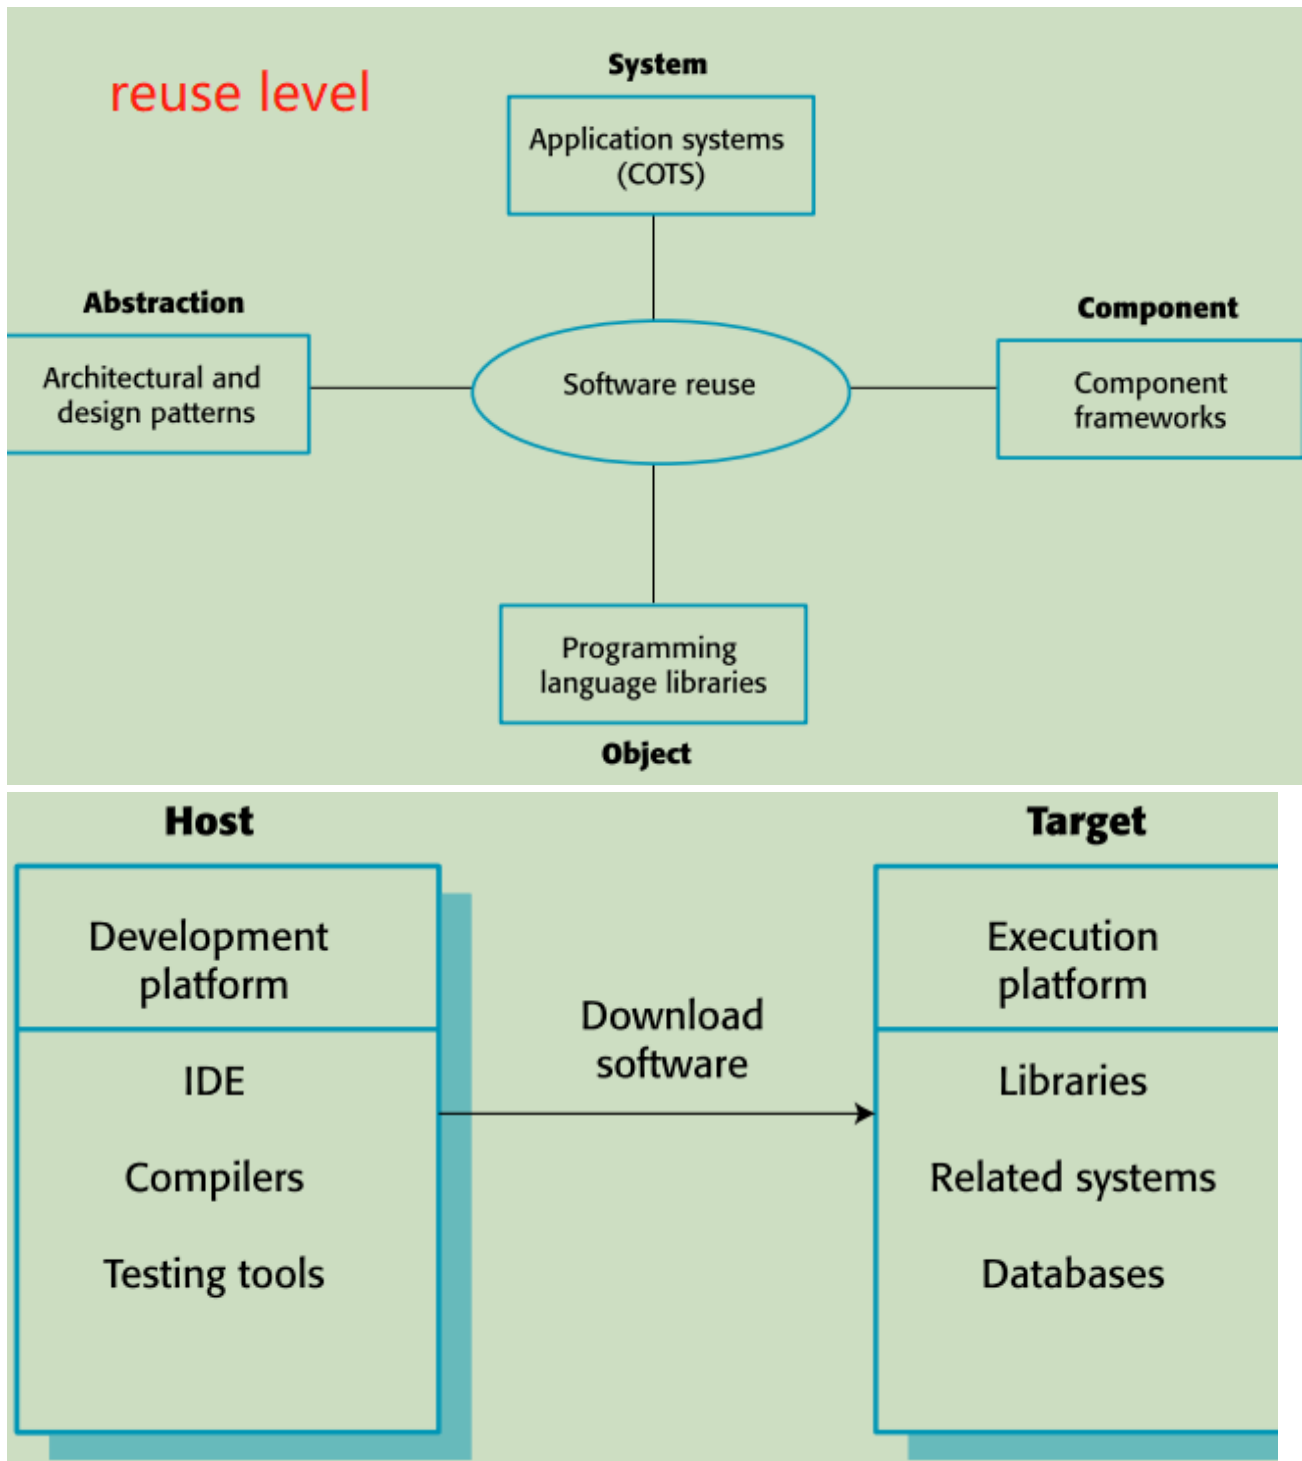 reuse level
System
Application systems
(COTS)
Abstraction
Architectural and
design patterns
Software reuse
Component
Component
frameworks
Programming
language libraries
Object
Host
Development
platform
IDE
Compilers
Testing tools
Download
software
Target
Execution
platform
Libraries
Related systems
Databases